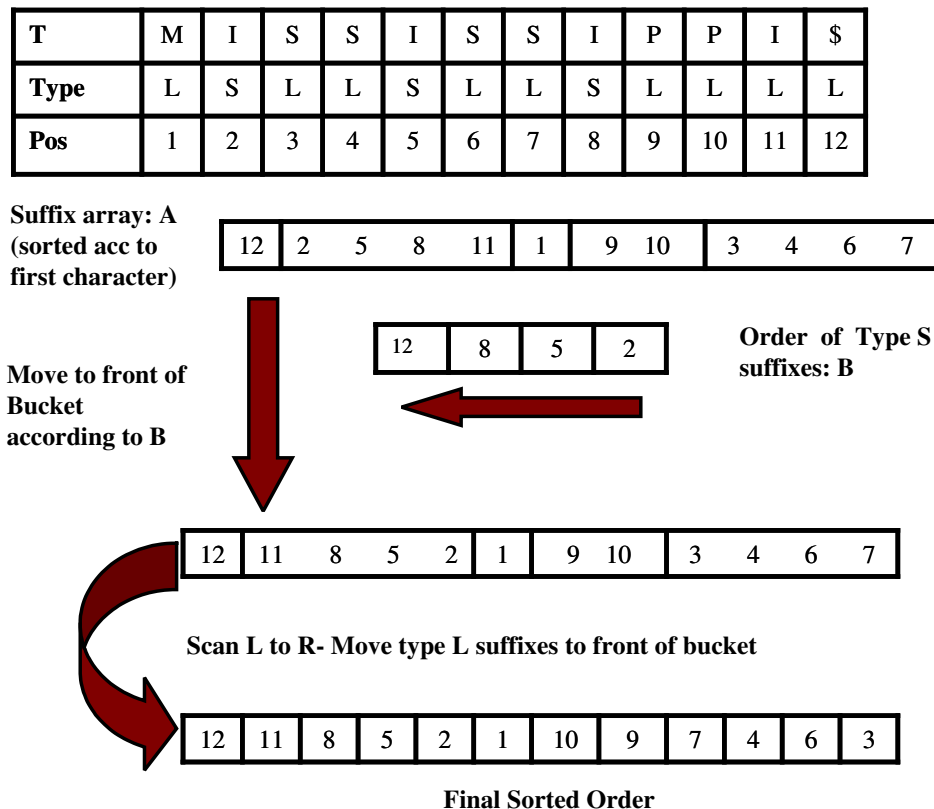 T M I S S I S S I P P I $
Type L S L L S L L S L L L L
Pos 1 2 3 4 5 6 7 8 9 10 11 12
Suffix array: A
(sorted acc to
first character)
12 2 5 8 11 1 9 10 3 4 6 7
12 8 5 2
Order of Type S
suffixes: B
Move to front of
Bucket
according to B
12 11 8 5 2 1 9 10 3 4 6 7
Scan L to R- Move type L suffixes to front of bucket
12 11 8 5 2 1 10 9 7 4 6 3
Final Sorted Order